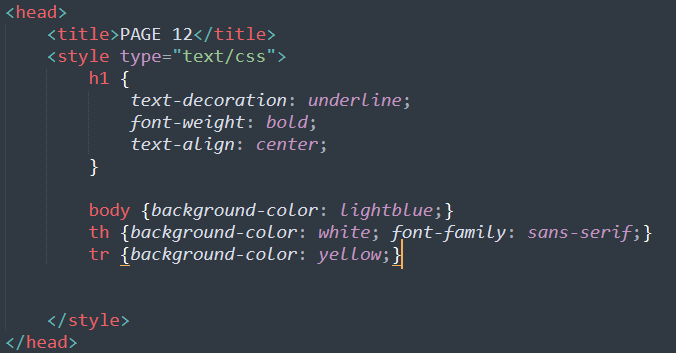 <head>
<title>PAGE 12</title>
<style type="text/css">
h1 {
text-decoration: underline;
font-weight: bold;
text-align: center;
}
body {background-color: lightblue;}
th {background-color: white; font-family: sans-serif;}
tr {background-color: yellow;}
</style>
</head>